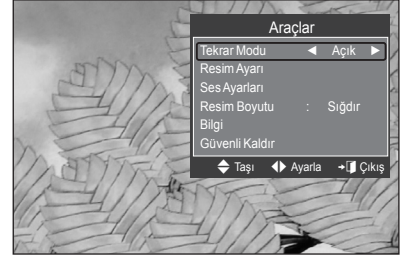 Araçlar
Tekrar Modu ◄ Açık ►
Resim Ayarı
Ses Ayarları
Resim Boyutu : Sığdır
Bilgi
Güvenli Kaldır
Taşı Ayarla Çıkış